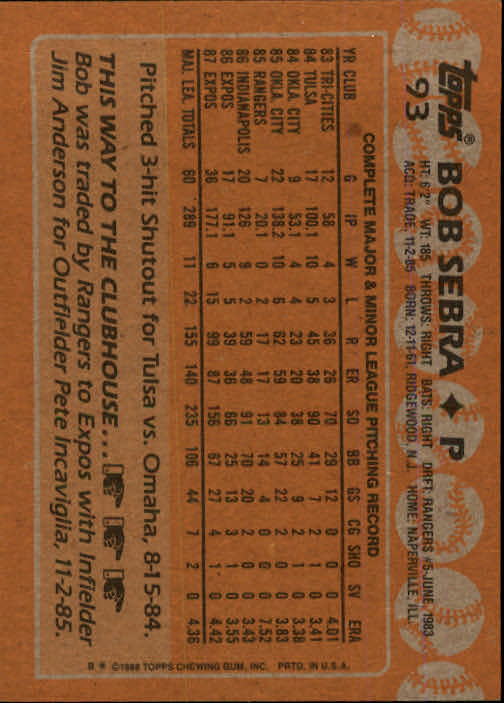 topps® BOB SEBRA ♦ P
93
HT: 6'2" WT: 185 THROWS: RIGHT BATS: RIGHT DRFT: RANGERS #5-JUNE, 1983
ACQ: TRADE, 11-2-85 BORN: 12-11-61, RIDGEWOOD, N.J. HOME: NAPERVILLE, ILL.
COMPLETE MAJOR & MINOR LEAGUE PITCHING RECORD
YR CLUB G IP W L R ER SO BB GS CG SHO SV ERA
83 TRI-CITIES 12 58 4 3 36 26 70 29 12 0 0 0 4.01
84 TULSA 17 100.1 10 5 45 38 90 41 7 2 1 0 3.41
84 OKLA. CITY 9 53.1 4 4 23 20 38 25 9 2 1 0 3.38
85 OKLA. CITY 22 138.2 10 6 62 59 84 57 22 2 0 0 3.83
85 RANGERS 7 20.1 0 2 17 17 13 14 4 0 0 0 7.52
86 INDIANAPOLIS 20 126 9 2 59 48 91 70 20 2 0 0 3.43
86 EXPOS 17 91.1 5 5 39 36 66 25 13 3 1 0 3.55
87 EXPOS 36 177.1 6 15 99 87 156 67 27 4 1 0 4.42
MAJ. LEA. TOTALS 60 289 11 22 155 140 235 106 44 7 2 0 4.36
Pitched 3-hit Shutout for Tulsa vs. Omaha, 8-15-84.
THIS WAY TO THE CLUBHOUSE...
Bob was traded by Rangers to Expos with Infielder
Jim Anderson for Outfielder Pete Incaviglia, 11-2-85.
B * ©1988 TOPPS CHEWING GUM, INC. PRTD. IN U.S.A.